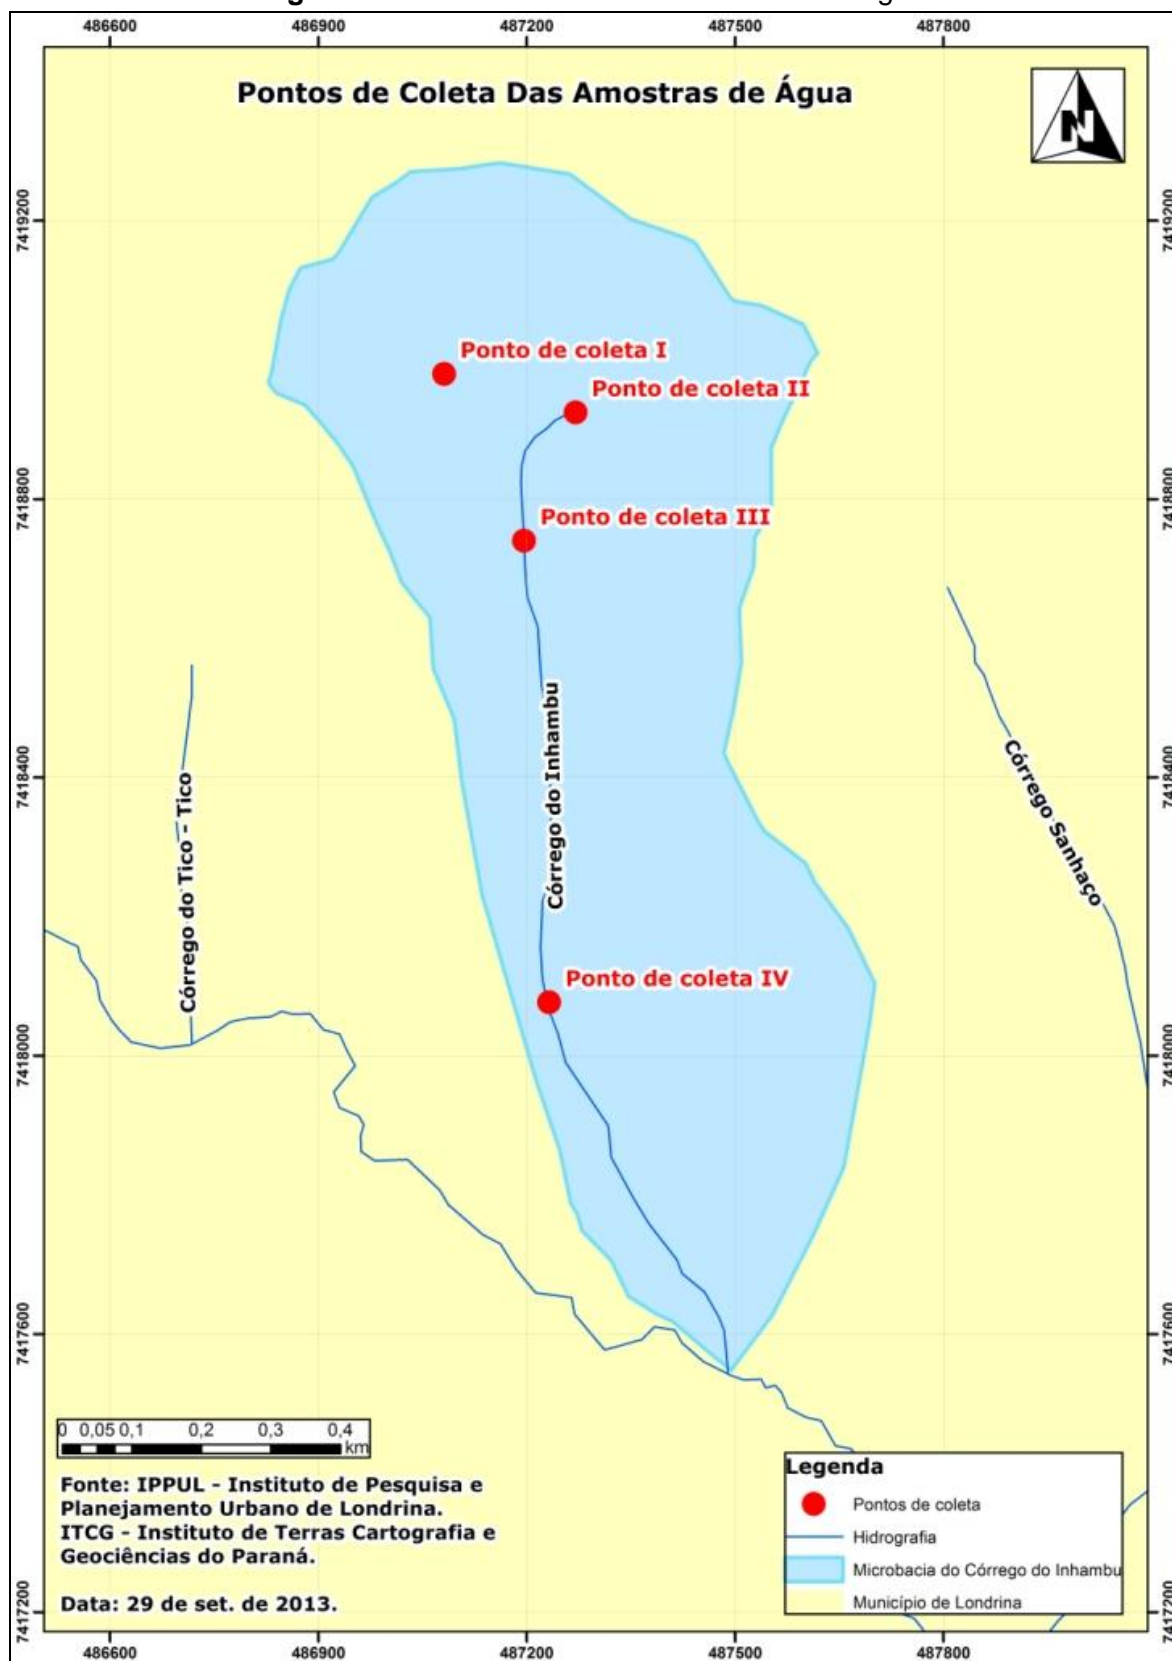 486600 486900 487200 487500 487800
Pontos de Coleta Das Amostras de Água
N
7419200 7419200
Ponto de coleta I
Ponto de coleta II
7418800 7418800
Ponto de coleta III
Córrego do Inhambu
7418400 7418400
Córrego do Tico - Tico
Córrego Sanhaço
Ponto de coleta IV
7418000 7418000
7417600 7417600
0 0,05 0,1 0,2 0,3 0,4
km
Fonte: IPPUL - Instituto de Pesquisa e
Planejamento Urbano de Londrina.
ITCG - Instituto de Terras Cartografia e
Geociências do Paraná.
Data: 29 de set. de 2013.
Legenda
Pontos de coleta
Hidrografia
Microbacia do Córrego do Inhambu
Município de Londrina
7417200 7417200
486600 486900 487200 487500 487800